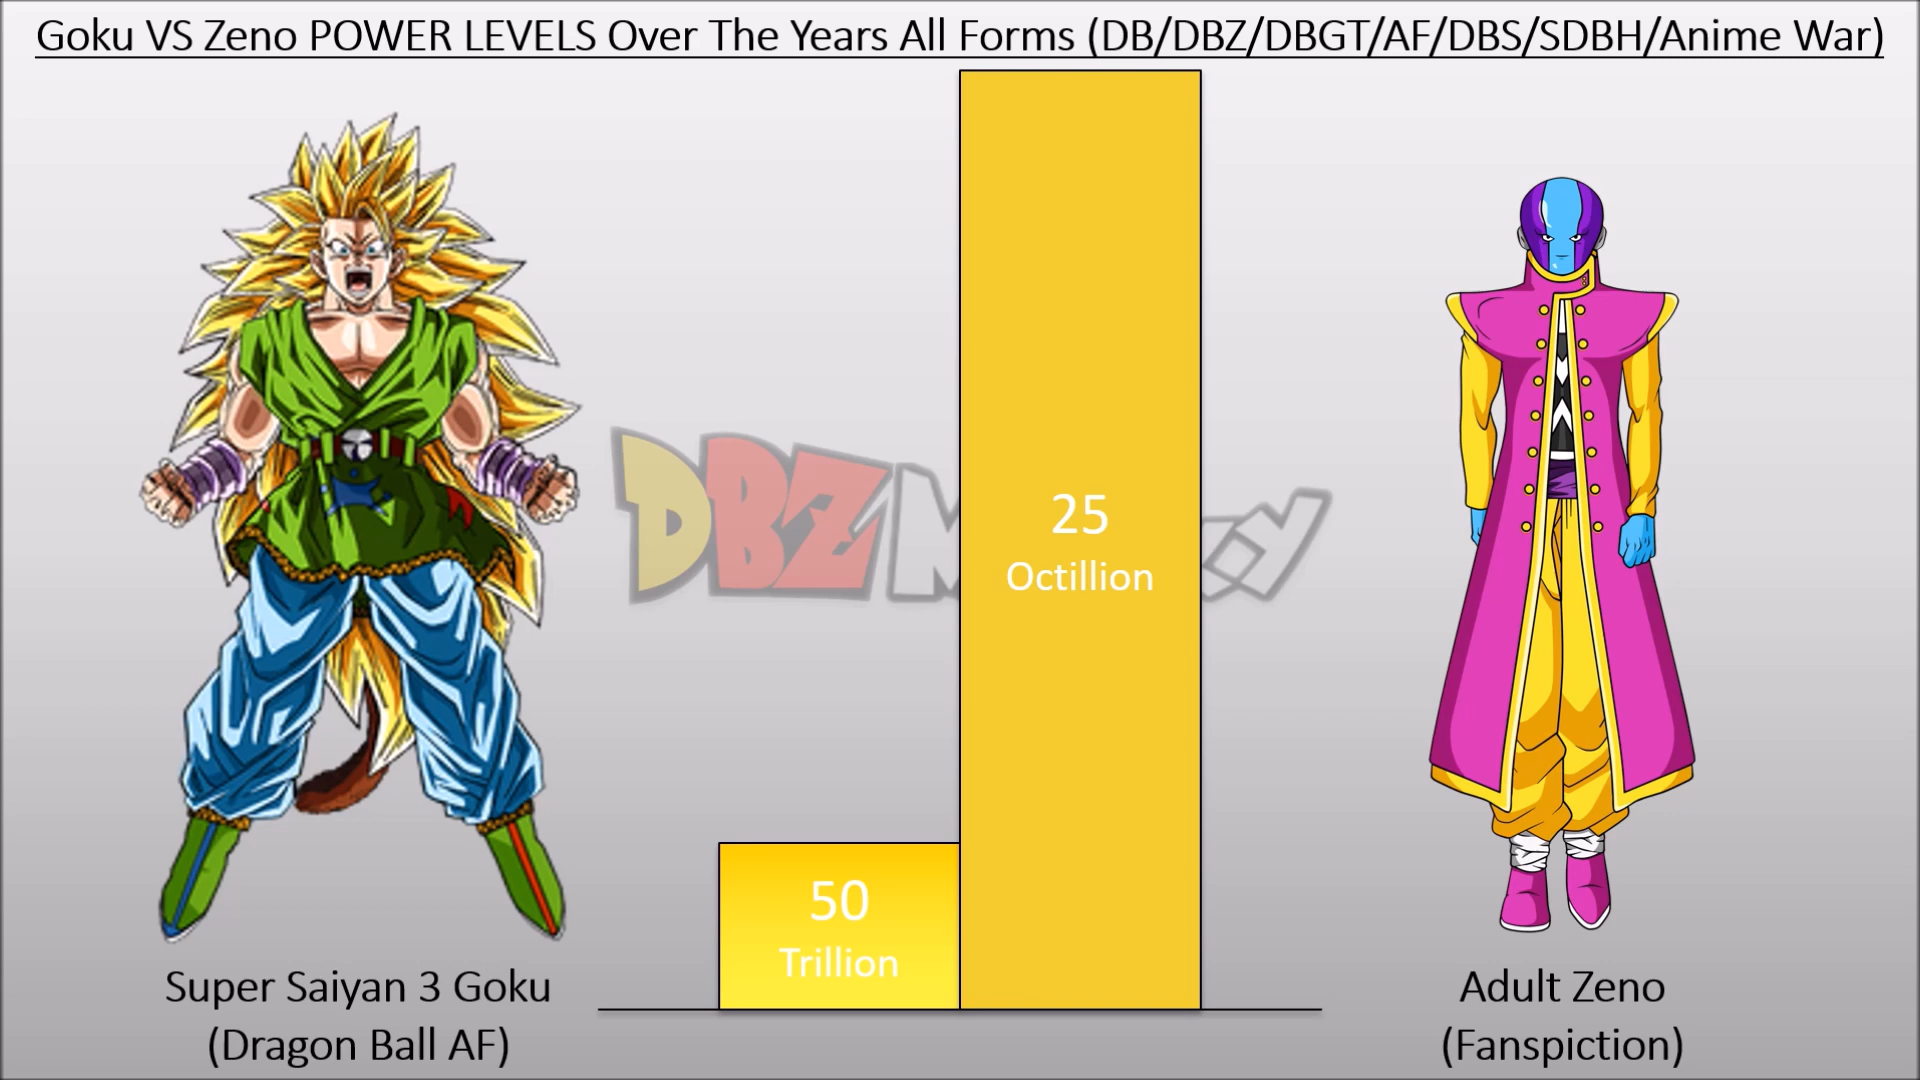 Goku VS Zeno POWER LEVELS Over The Years All Forms (DB/DBZ/DBGT/AF/DBS/SDBH/Anime War)
DBZ
25
Octillion
50
Trillion
Super Saiyan 3 Goku
(Dragon Ball AF)
Adult Zeno
(Fanspiction)